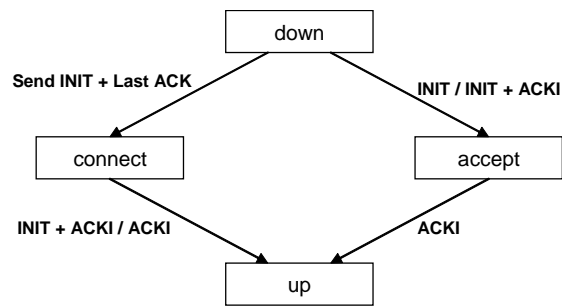 down
Send INIT + Last ACK
INIT / INIT + ACKI
connect
accept
INIT + ACKI / ACKI
ACKI
up